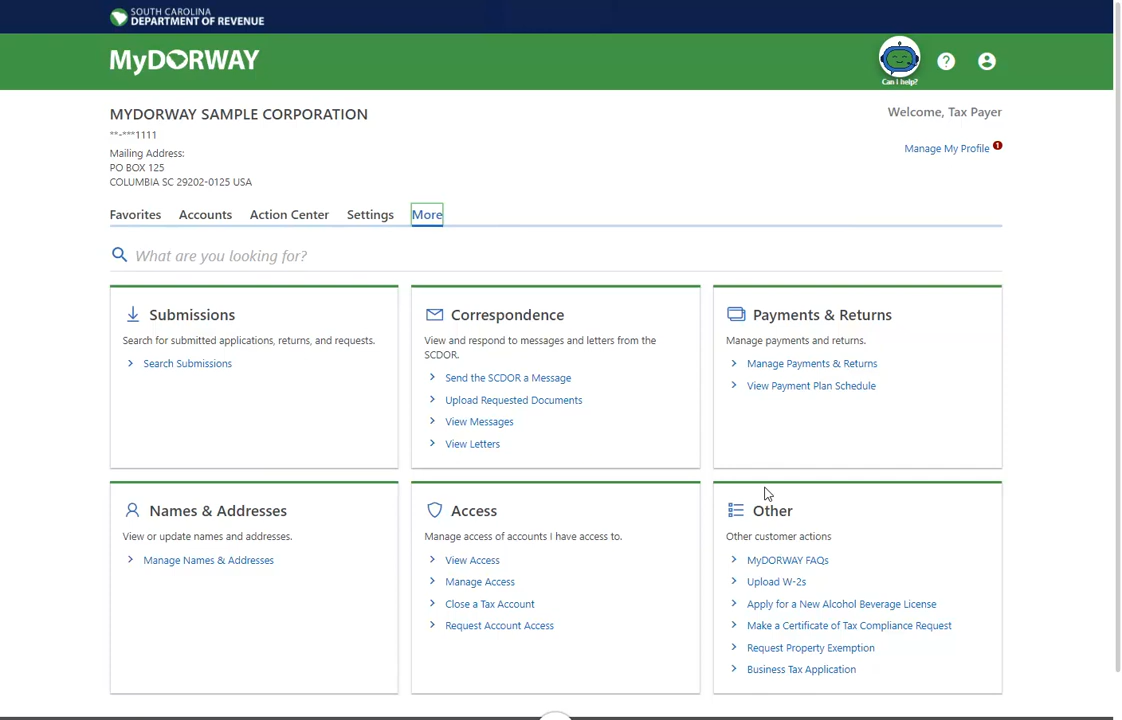 SOUTH CAROLINA
DEPARTMENT OF REVENUE
MyDORWAY
Can I help?
?
MYDORWAY SAMPLE CORPORATION
Welcome, Tax Payer
**-***1111
Manage My Profile 1
Mailing Address:
PO BOX 125
COLUMBIA SC 29202-0125 USA
Favorites Accounts Action Center Settings More
What are you looking for?
Submissions
Search for submitted applications, returns, and requests.
Search Submissions
Correspondence
View and respond to messages and letters from the
SCDOR.
Send the SCDOR a Message
Upload Requested Documents
View Messages
View Letters
Payments & Returns
Manage payments and returns.
Manage Payments & Returns
View Payment Plan Schedule
Names & Addresses
View or update names and addresses.
Manage Names & Addresses
Access
Manage access of accounts I have access to.
View Access
Manage Access
Close a Tax Account
Request Account Access
Other
Other customer actions
MyDORWAY FAQs
Upload W-2s
Apply for a New Alcohol Beverage License
Make a Certificate of Tax Compliance Request
Request Property Exemption
Business Tax Application